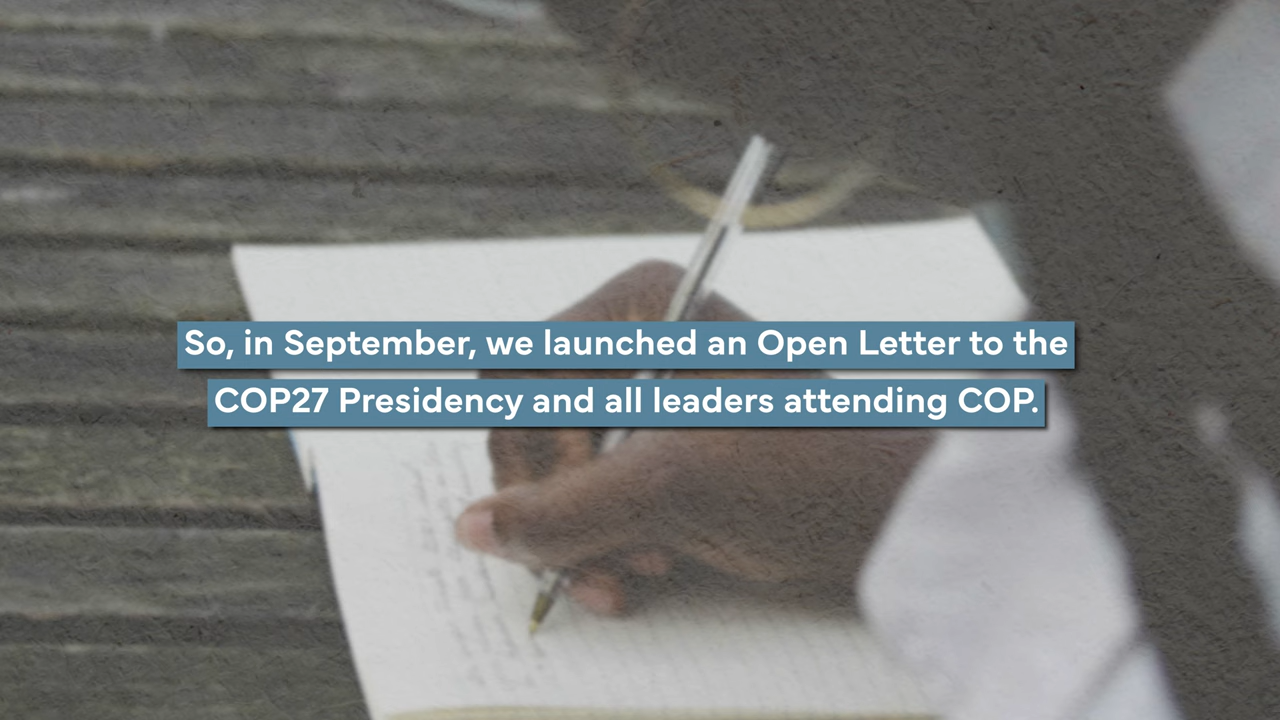 So, in September, we launched an Open Letter to the
COP27 Presidency and all leaders attending COP.